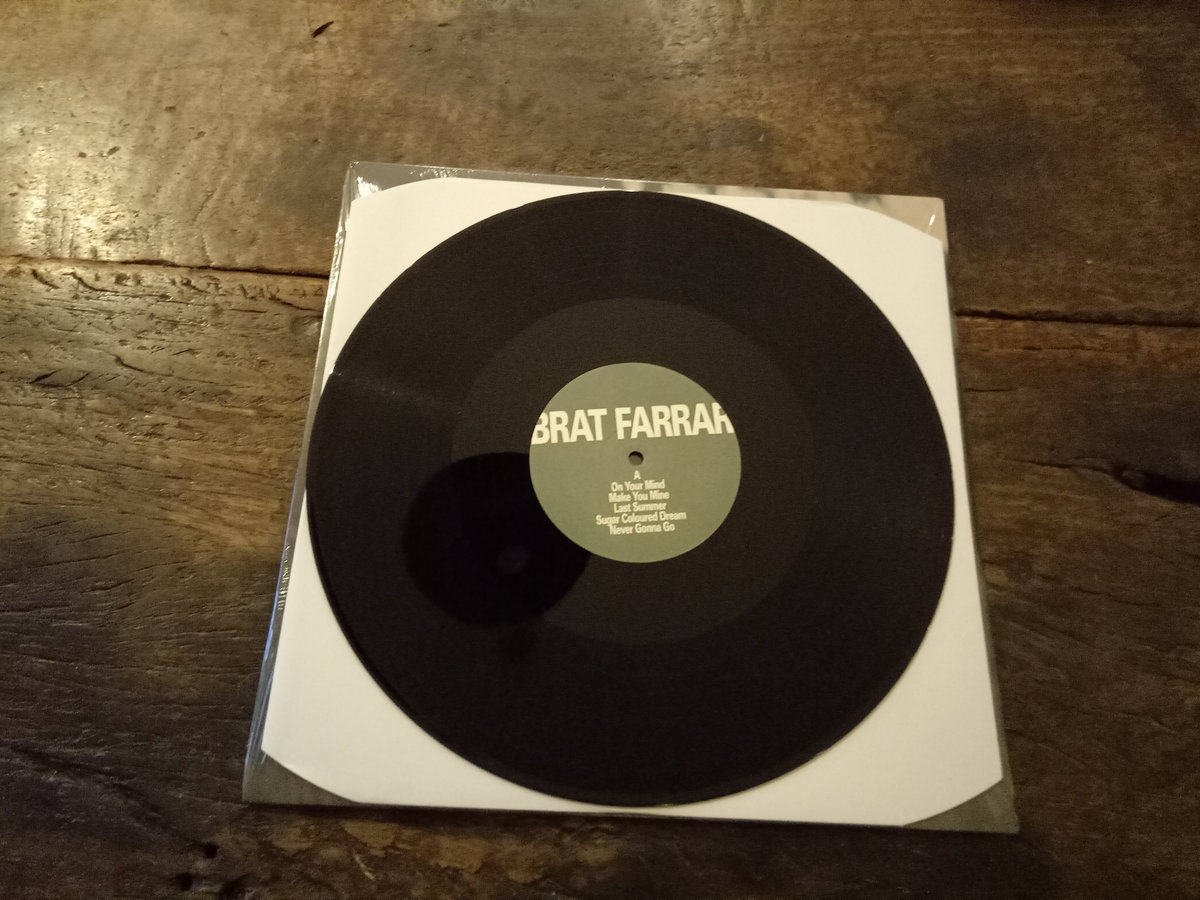 BRAT FARRAR
A
On Your Mind
Make You Mine
Last Summer
Sugar Coloured Dream
Never Gonna Go